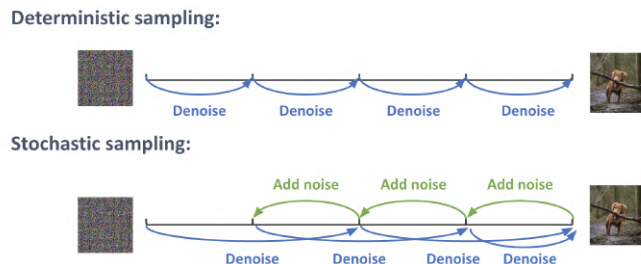 Deterministic sampling:
Denoise Denoise Denoise Denoise
Stochastic sampling:
Add noise Add noise Add noise
Denoise Denoise Denoise Denoise